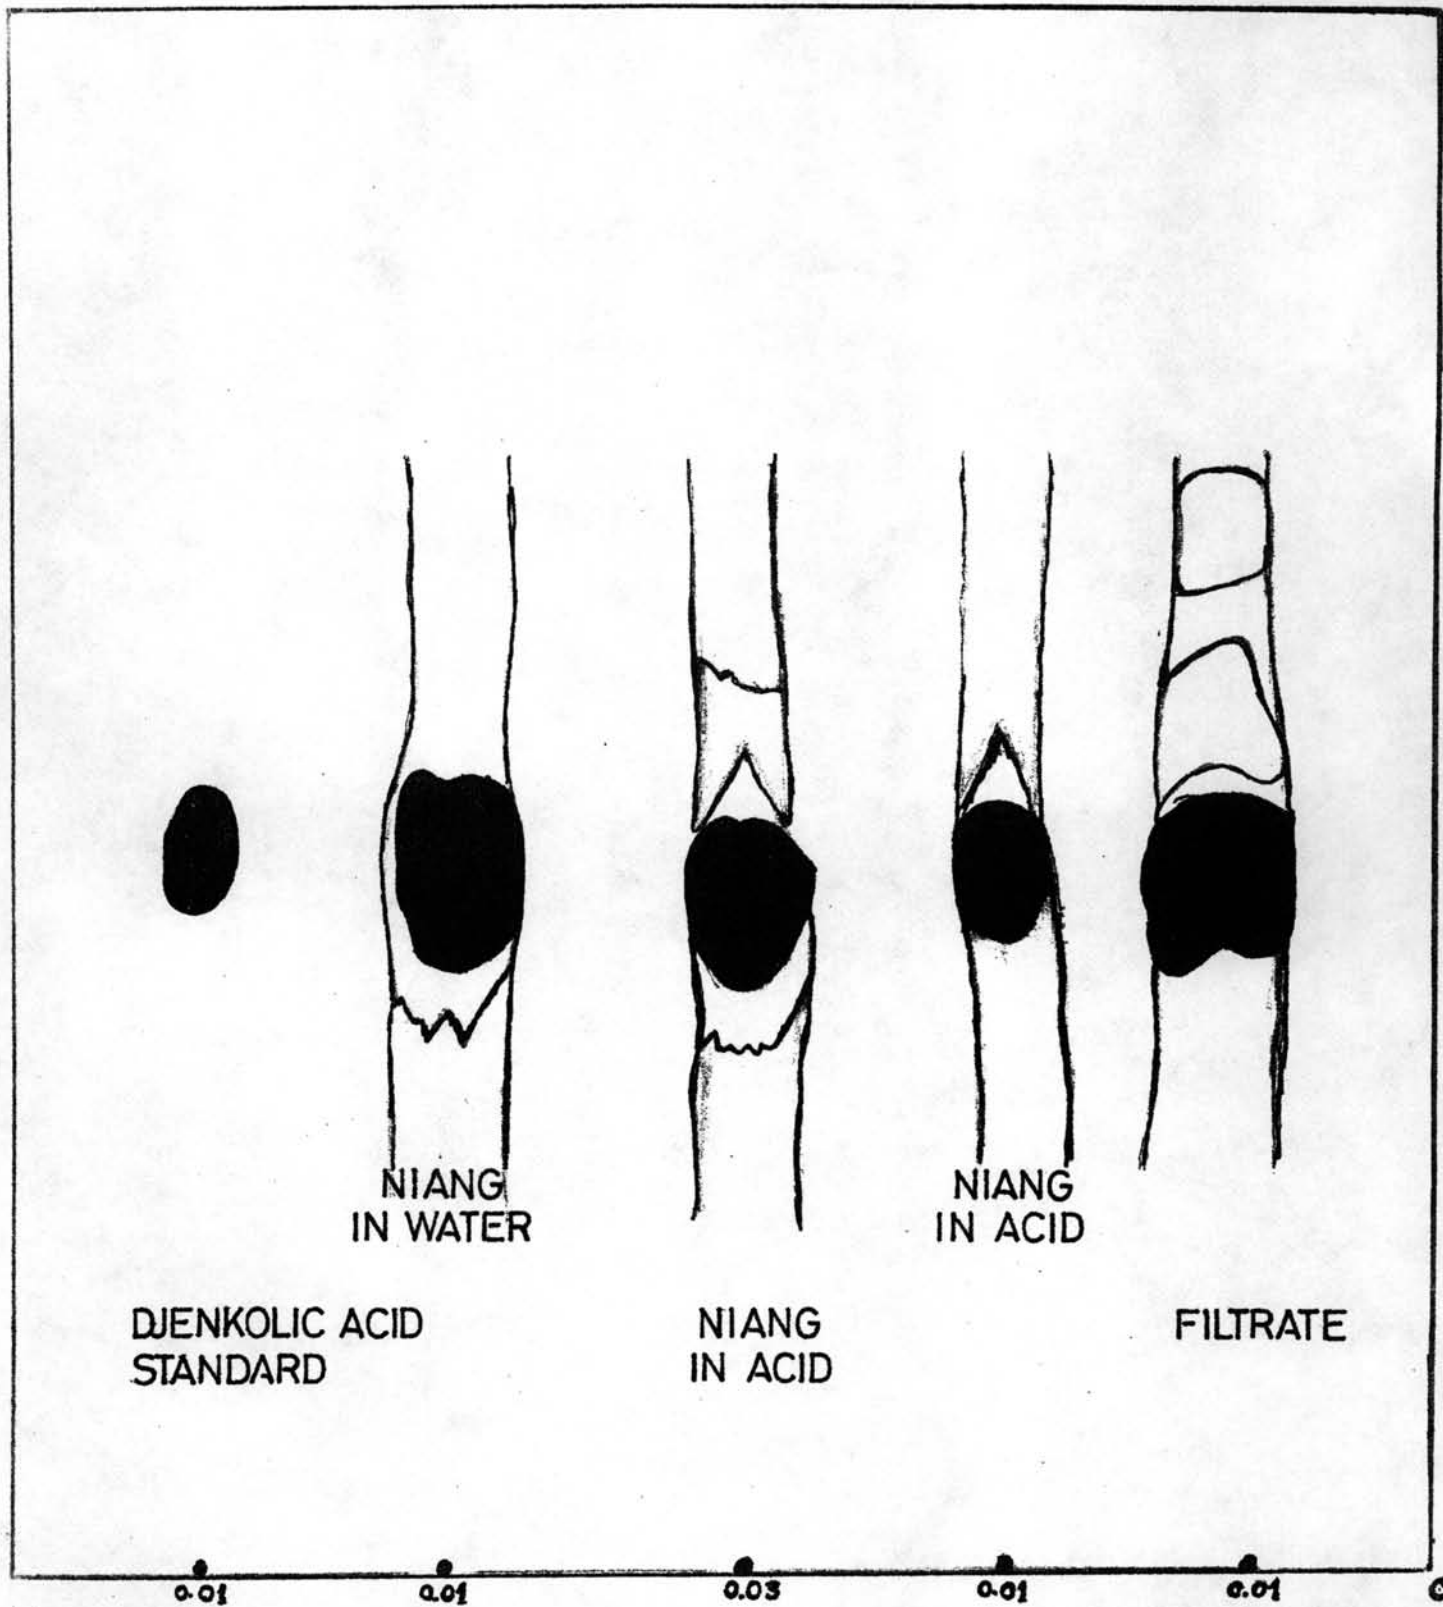 NIANG
IN WATER
NIANG
IN ACID
DJENKOLIC ACID
STANDARD
NIANG
IN ACID
FILTRATE
0.01
0.01
0.03
0.01
0.01